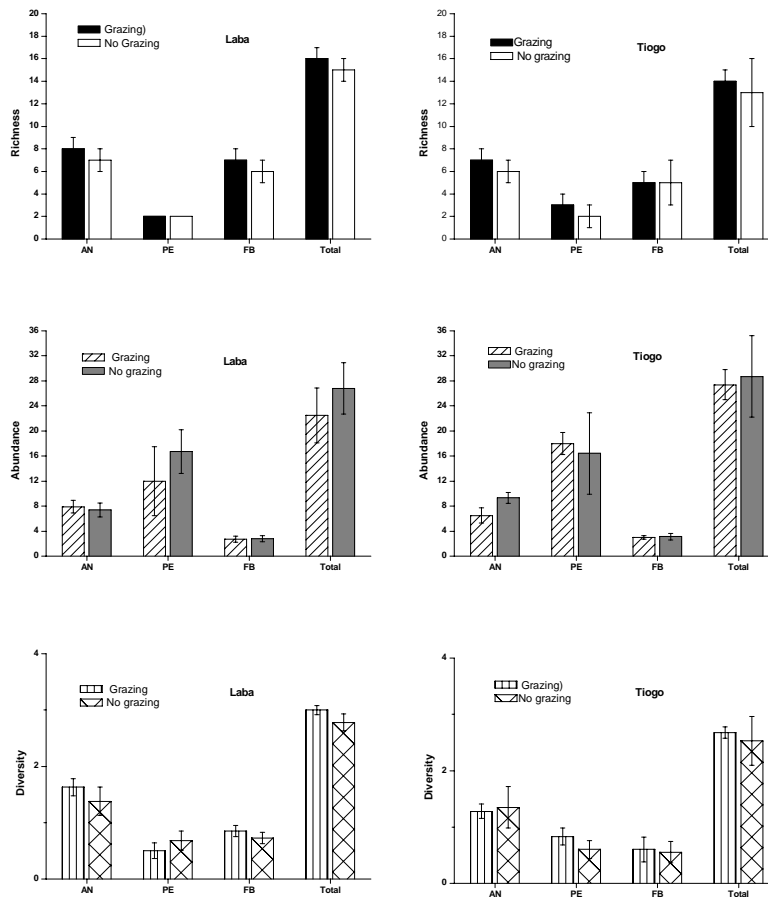 20
18
16
14
12
10
8
6
4
2
0
Richness
Grazing)
No Grazing
Laba
AN PE FB Total
20
18
16
14
12
10
8
6
4
2
0
Richness
Grazing
No grazing
Tiogo
AN PE FB Total
36
32
28
24
20
16
12
8
4
0
Abundance
Grazing
No grazing
Laba
AN PE FB Total
36
32
28
24
20
16
12
8
4
0
Abundance
Grazing
No grazing
Tiogo
AN PE FB Total
4
2
0
Diversity
Grazing
No grazing
Laba
AN PE FB Total
4
2
0
Diversity
Grazing)
No grazing
Tiogo
AN PE FB Total